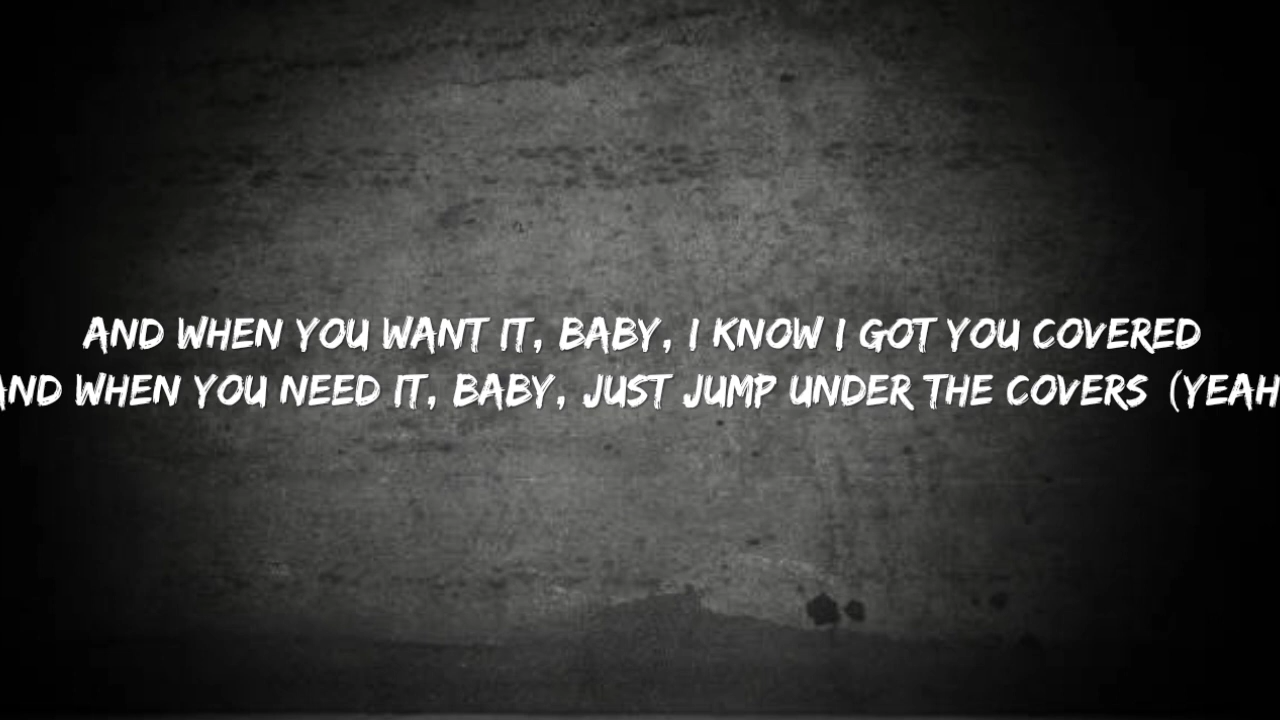 AND WHEN YOU WANT IT, BABY, I KNOW I GOT YOU COVERED
AND WHEN YOU NEED IT, BABY, JUST JUMP UNDER THE COVERS (YEAH